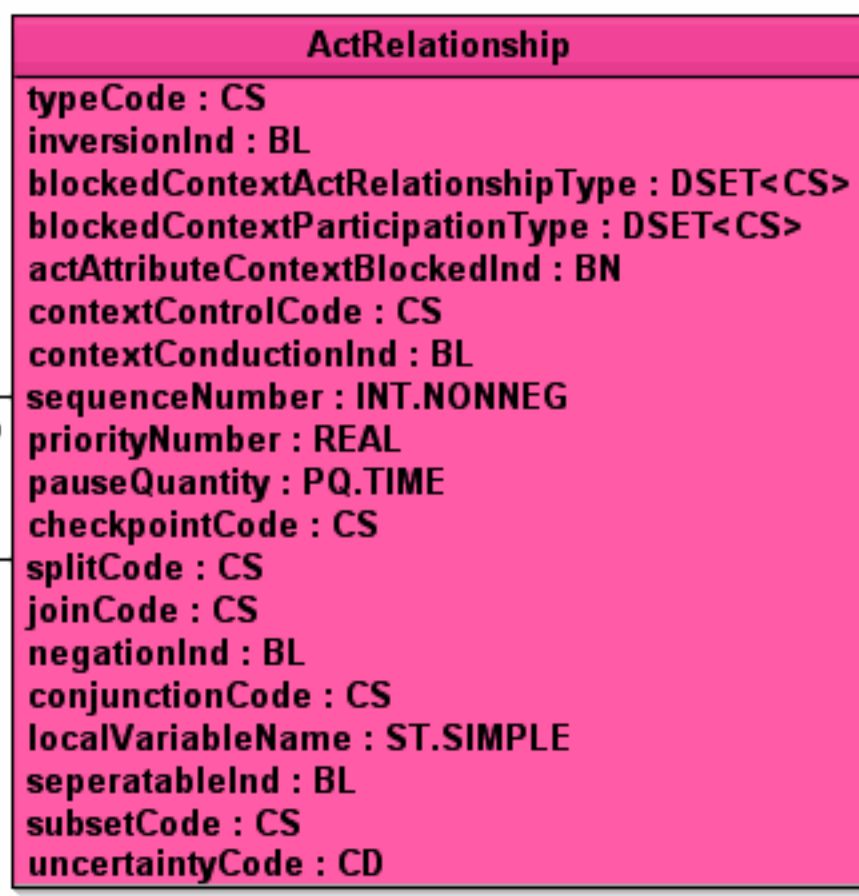 ActRelationship
typeCode : CS
inversionInd : BL
blockedContextActRelationshipType : DSET<CS>
blockedContextParticipationType : DSET<CS>
actAttributeContextBlockedInd : BN
contextControlCode : CS
contextConductionInd : BL
sequenceNumber : INT.NONNEG
priorityNumber : REAL
pauseQuantity : PQ.TIME
checkpointCode : CS
splitCode : CS
joinCode : CS
negationInd : BL
conjunctionCode : CS
localVariableName : ST.SIMPLE
seperatableInd : BL
subsetCode : CS
uncertaintyCode : CD